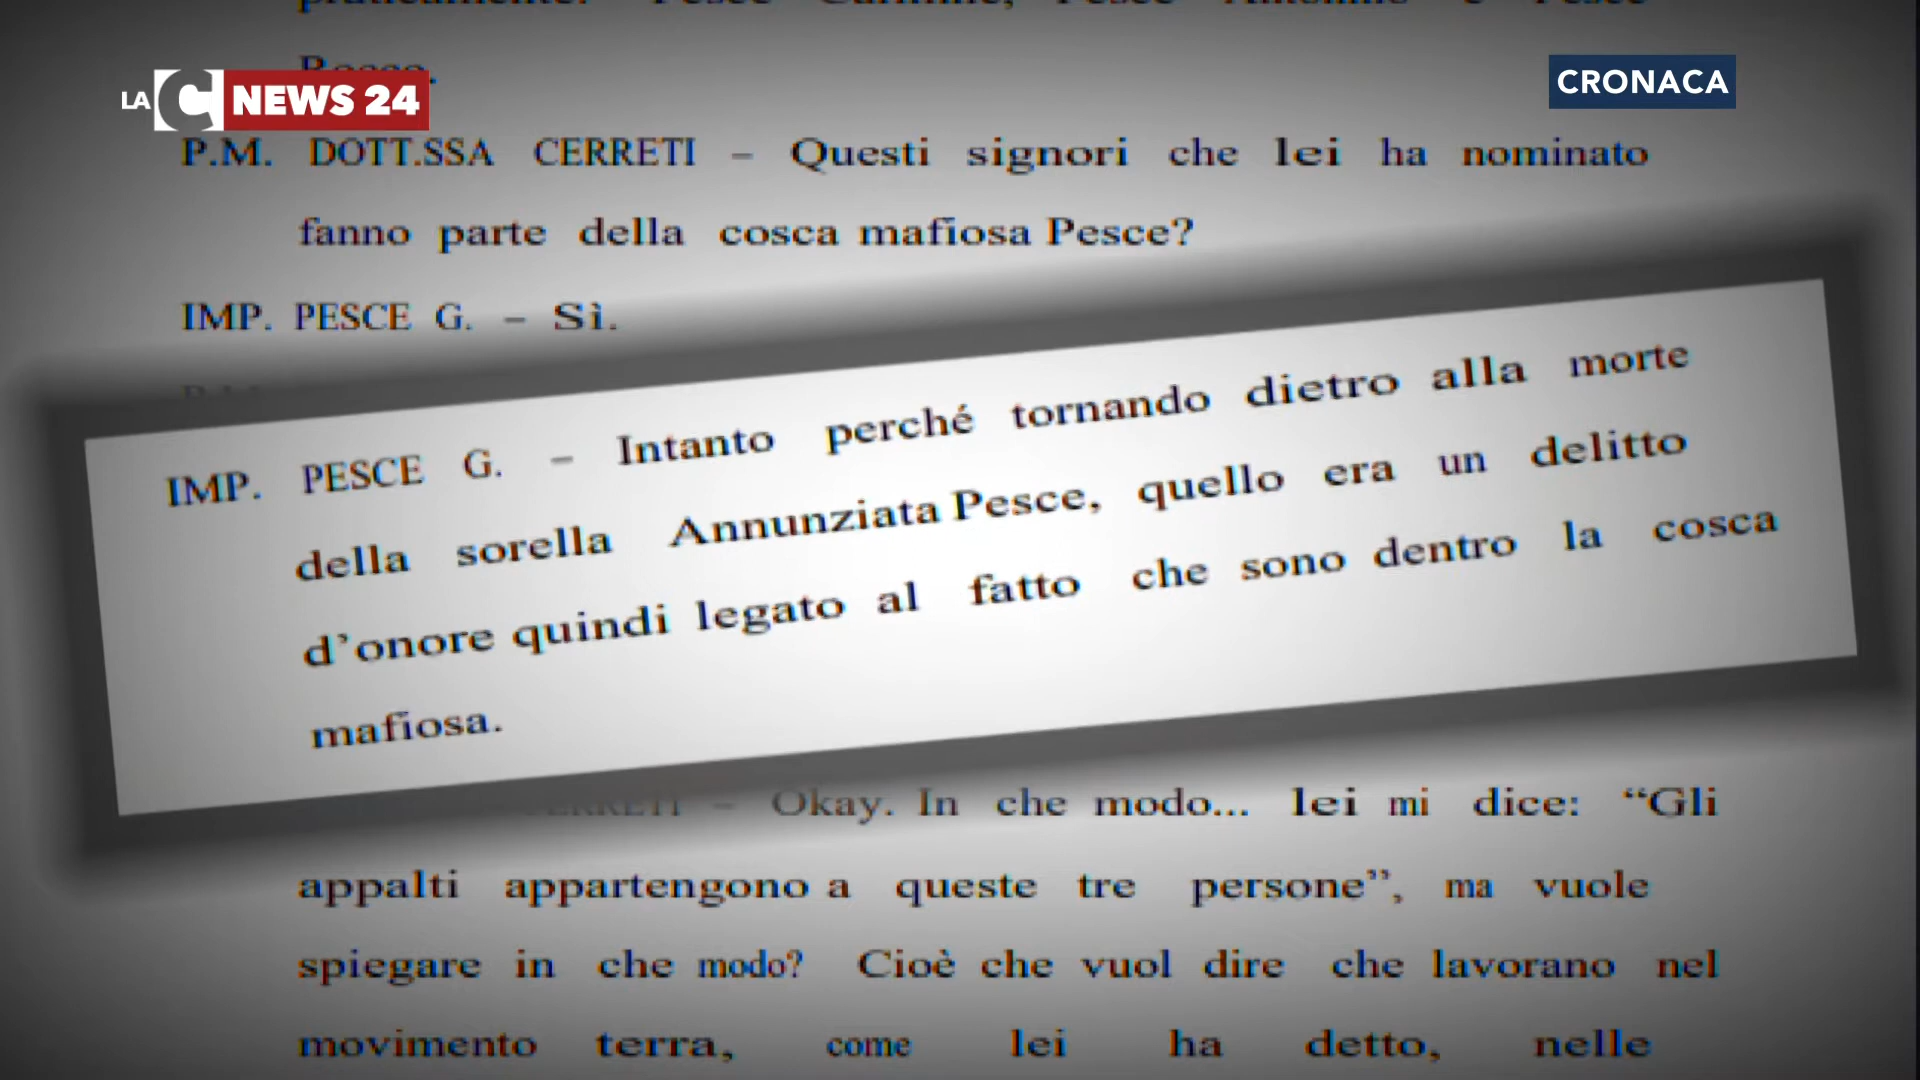 Rocco.
LA C NEWS 24
CRONACA
P.M. DOTT.SSA CERRETI – Questi signori che lei ha nominato
fanno parte della cosca mafiosa Pesce?
IMP. PESCE G. – Sì.
IMP. PESCE G. – Intanto perché tornando dietro alla morte
della sorella Annunziata Pesce, quello era un delitto
d’onore quindi legato al fatto che sono dentro la cosca
mafiosa.
– Okay. In che modo... lei mi dice: “Gli
appalti appartengono a queste tre persone”, ma vuole
spiegare in che modo? Cioè che vuol dire che lavorano nel
movimento terra, come lei ha detto, nelle